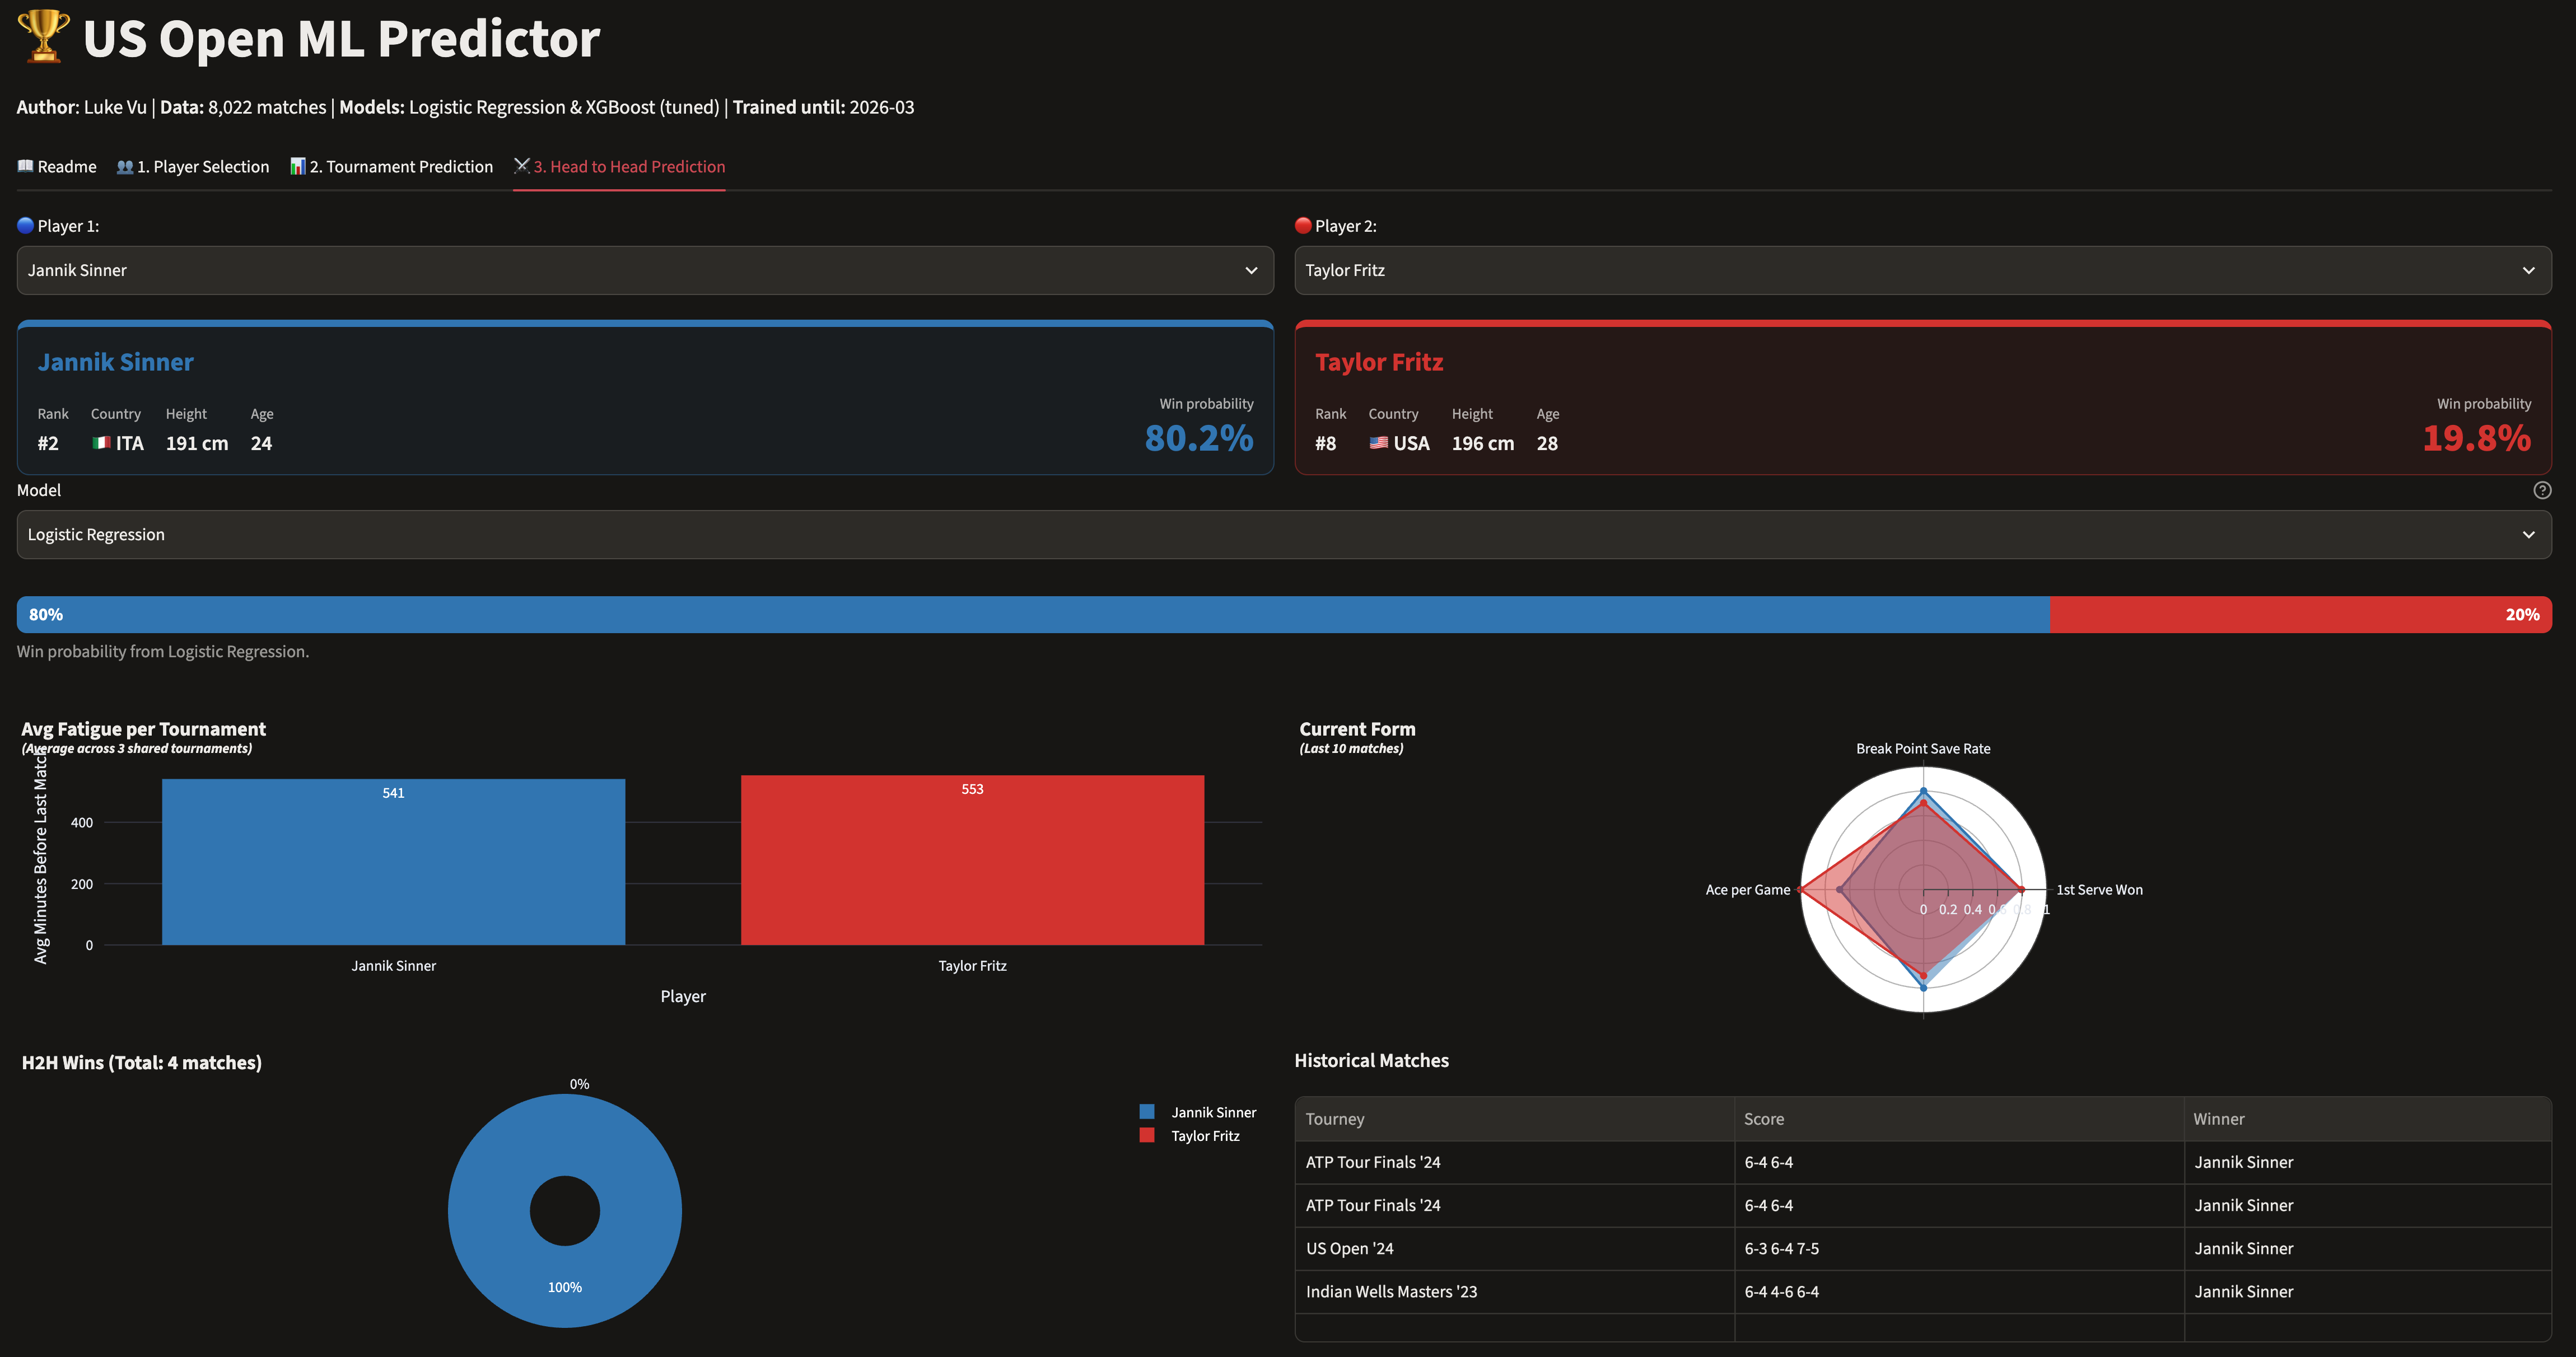 🏆 US Open ML Predictor
Author: Luke Vu | Data: 8,022 matches | Models: Logistic Regression & XGBoost (tuned) | Trained until: 2026-03
📖 Readme 👥 1. Player Selection 📊 2. Tournament Prediction ⚔️ 3. Head to Head Prediction
🔵 Player 1:
Jannik Sinner
🔴 Player 2:
Taylor Fritz
Jannik Sinner
Rank Country Height Age
#2 🇮🇹 ITA 191 cm 24
Win probability
80.2%
Taylor Fritz
Rank Country Height Age
#8 🇺🇸 USA 196 cm 28
Win probability
19.8%
Model
Logistic Regression
80%
20%
Win probability from Logistic Regression.
Avg Fatigue per Tournament
(Average across 3 shared tournaments)
Avg Minutes Before Last Match
400
200
0
541
553
Jannik Sinner
Taylor Fritz
Player
Current Form
(Last 10 matches)
Break Point Save Rate
Ace per Game
1st Serve Won
0 0.2 0.4 0.6 0.8 1
H2H Wins (Total: 4 matches)
0%
100%
Jannik Sinner
Taylor Fritz
Historical Matches
Tourney Score Winner
ATP Tour Finals '24 6-4 6-4 Jannik Sinner
ATP Tour Finals '24 6-4 6-4 Jannik Sinner
US Open '24 6-3 6-4 7-5 Jannik Sinner
Indian Wells Masters '23 6-4 4-6 6-4 Jannik Sinner